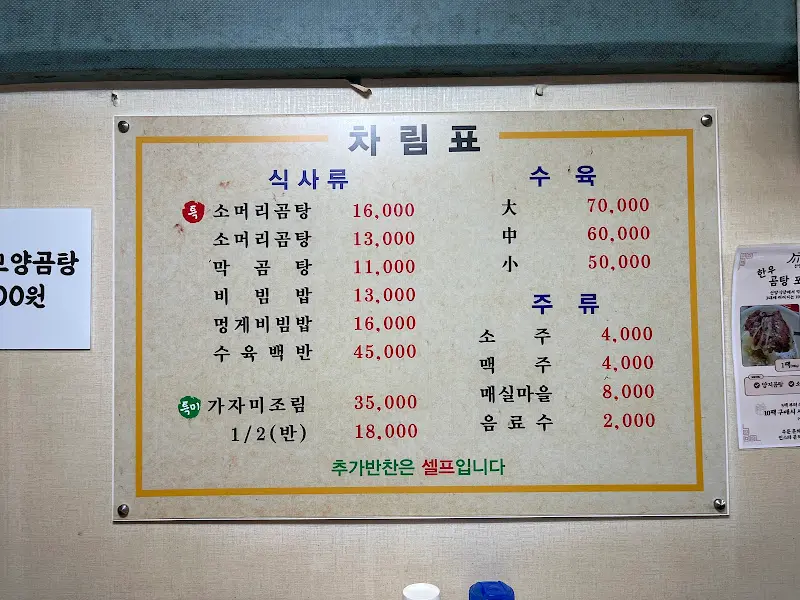 차림표
식사류
특 소머리곰탕 16,000
소머리곰탕 13,000
막곰탕 11,000
비빔밥 13,000
멍게비빔밥 16,000
수육백반 45,000
특미 가자미조림 35,000
1/2(반) 18,000
수육
大 70,000
中 60,000
小 50,000
주류
소주 4,000
맥주 4,000
매실마을 8,000
음료수 2,000
추가반찬은 셀프입니다
모양곰탕
00원
한우
곰탕